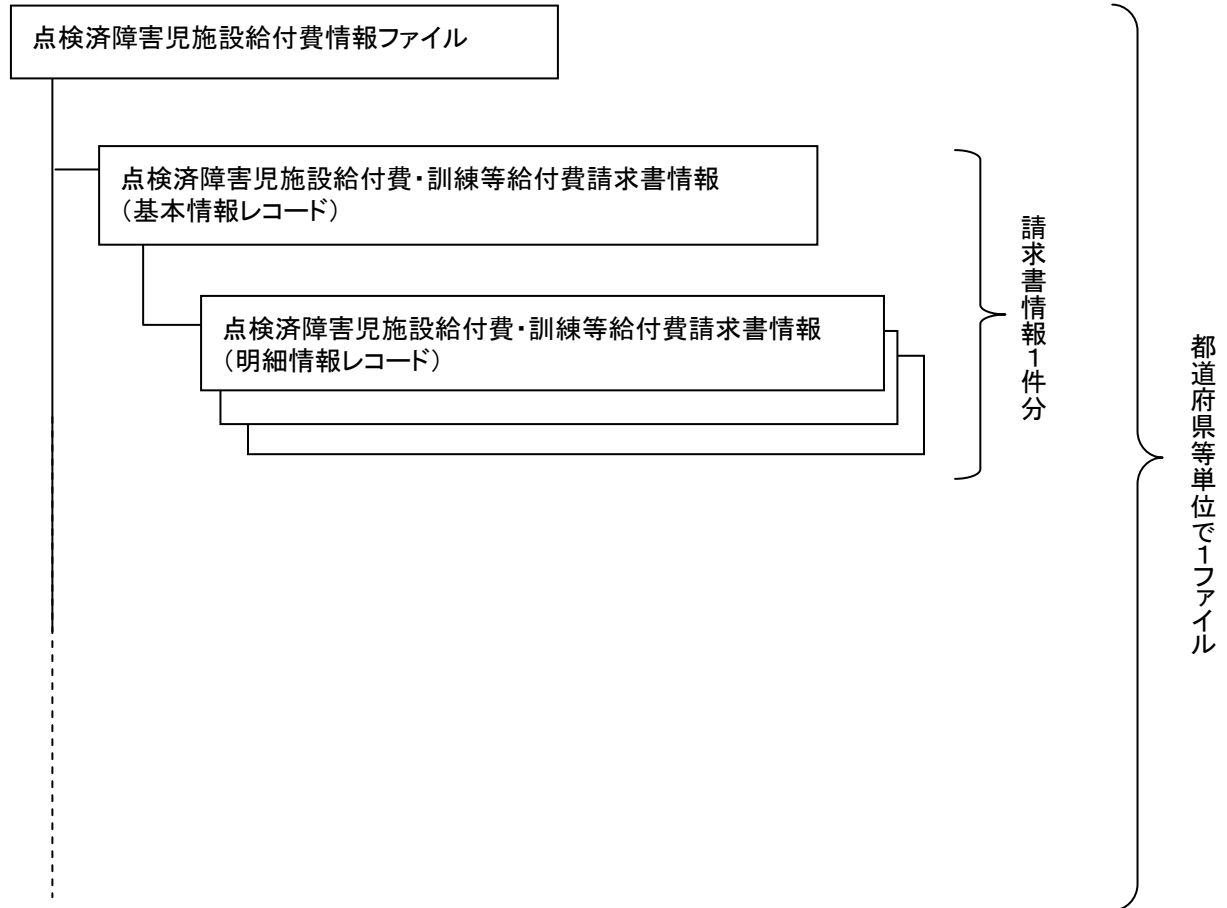 点検済障害児施設給付費情報ファイル
点検済障害児施設給付費・訓練等給付費請求書情報
（基本情報レコード）
点検済障害児施設給付費・訓練等給付費請求書情報
（明細情報レコード）
請求書情報１件分
都道府県等単位で１ファイル